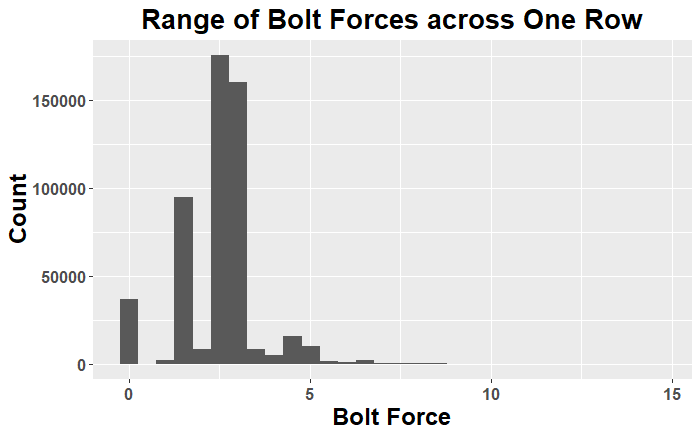 Range of Bolt Forces across One Row
Count
150000
100000
50000
0
0 5 10 15
Bolt Force